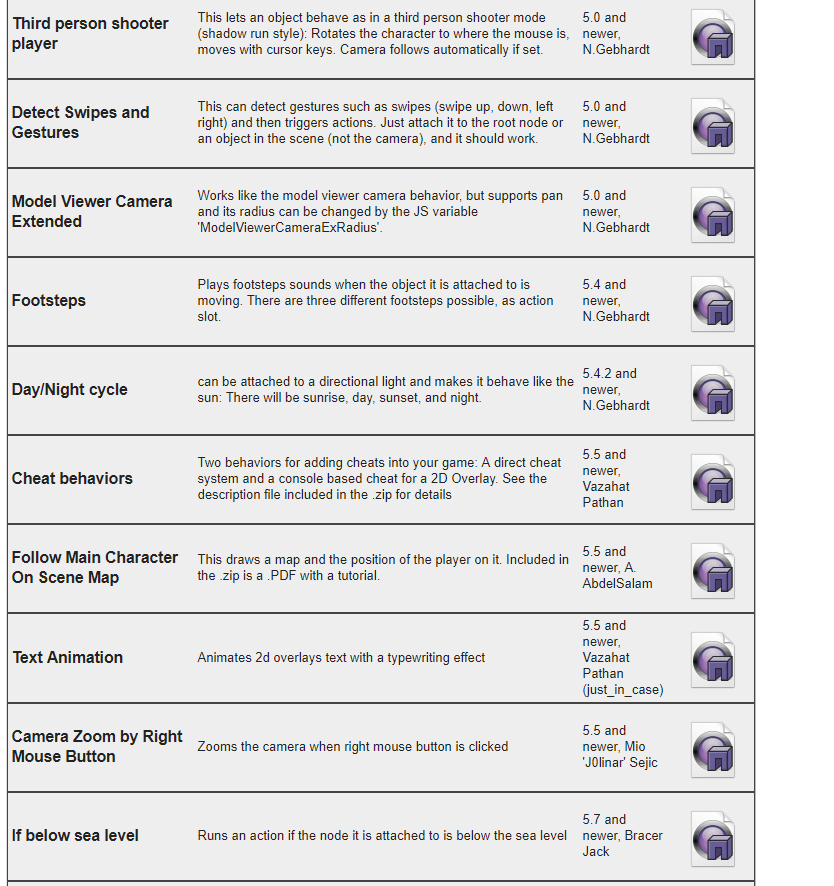 Third person shooter
player
This lets an object behave as in a third person shooter mode
(shadow run style): Rotates the character to where the mouse is,
moves with cursor keys. Camera follows automatically if set.
5.0 and
newer,
N.Gebhardt
Detect Swipes and
Gestures
This can detect gestures such as swipes (swipe up, down, left
right) and then triggers actions. Just attach it to the root node or
an object in the scene (not the camera), and it should work.
5.0 and
newer,
N.Gebhardt
Model Viewer Camera
Extended
Works like the model viewer camera behavior, but supports pan
and its radius can be changed by the JS variable
'ModelViewerCameraExRadius'.
5.0 and
newer,
N.Gebhardt
Footsteps
Plays footsteps sounds when the object it is attached to is
moving. There are three different footsteps possible, as action
slot.
5.4 and
newer,
N.Gebhardt
Day/Night cycle
can be attached to a directional light and makes it behave like the
sun: There will be sunrise, day, sunset, and night.
5.4.2 and
newer,
N.Gebhardt
Cheat behaviors
Two behaviors for adding cheats into your game: A direct cheat
system and a console based cheat for a 2D Overlay. See the
description file included in the .zip for details
5.5 and
newer,
Vazahat
Pathan
Follow Main Character
On Scene Map
This draws a map and the position of the player on it. Included in
the .zip is a .PDF with a tutorial.
5.5 and
newer, A.
AbdelSalam
Text Animation
Animates 2d overlays text with a typewriting effect
5.5 and
newer,
Vazahat
Pathan
(just_in_case)
Camera Zoom by Right
Mouse Button
Zooms the camera when right mouse button is clicked
5.5 and
newer, Mio
'J0linar' Sejic
If below sea level
Runs an action if the node it is attached to is below the sea level
5.7 and
newer, Bracer
Jack